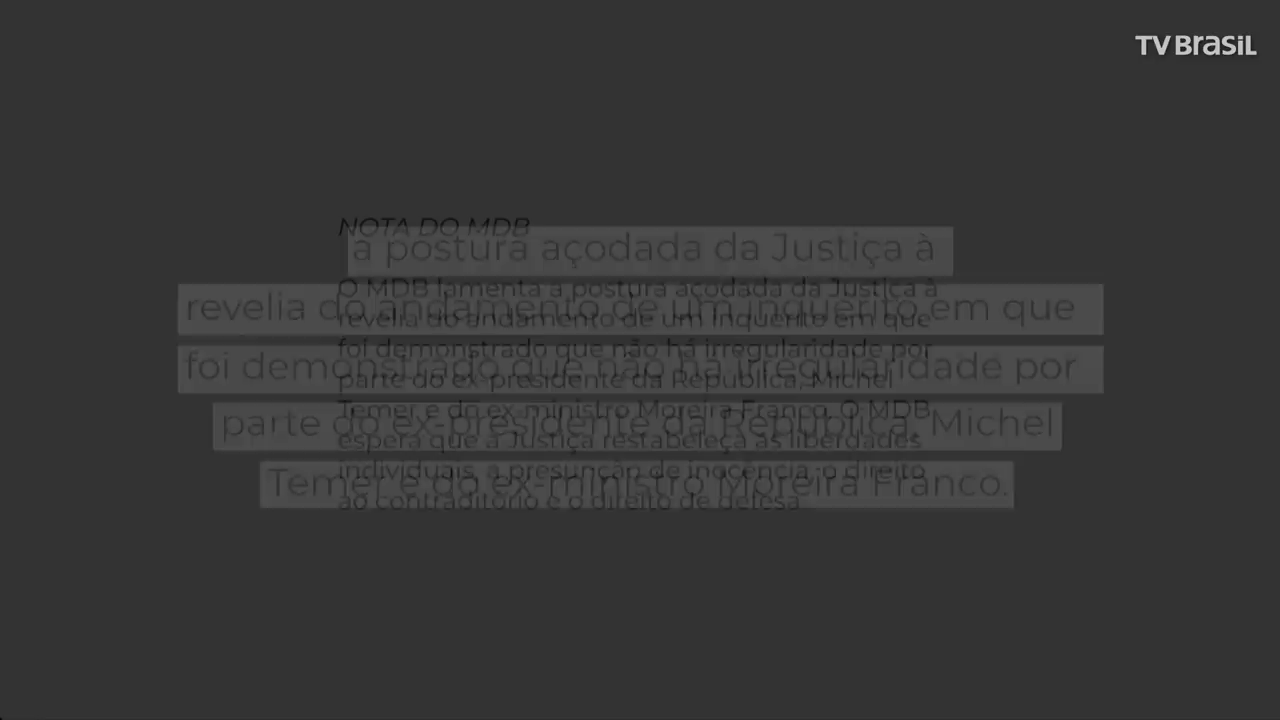 TV BRASIL
NOTA DO MDB
O MDB lamenta a postura açodada da Justiça à
revelia do andamento de um inquérito em que
foi demonstrado que não há irregularidade por
parte do ex-presidente da República, Michel
Temer e do ex-ministro Moreira Franco. O MDB
espera que a Justiça restabeleça as liberdades
individuais, a presunção de inocência, o direito
ao contraditório e o direito de defesa
a postura açodada da Justiça à
revelia do andamento de um inquérito em que
foi demonstrado que não há irregularidade por
parte do ex-presidente da República, Michel
Temer e do ex-ministro Moreira Franco.